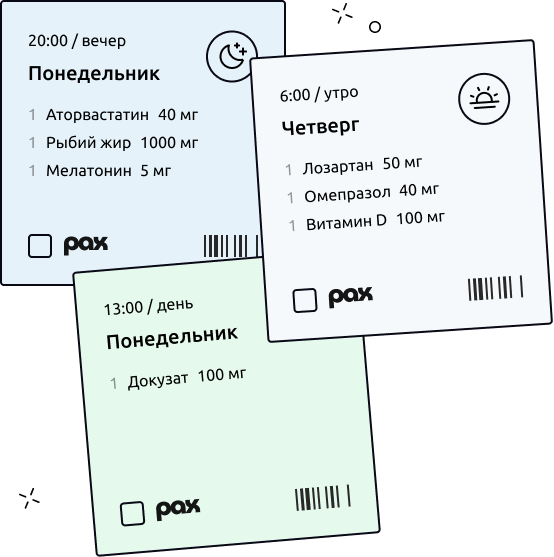 20:00 / вечер
Понедельник
1 Аторвастатин 40 мг
1 Рыбий жир 1000 мг
1 Мелатонин 5 мг
pax
6:00 / утро
Четверг
1 Лозартан 50 мг
1 Омепразол 40 мг
1 Витамин D 100 мг
pax
13:00 / день
Понедельник
1 Докузат 100 мг
pax